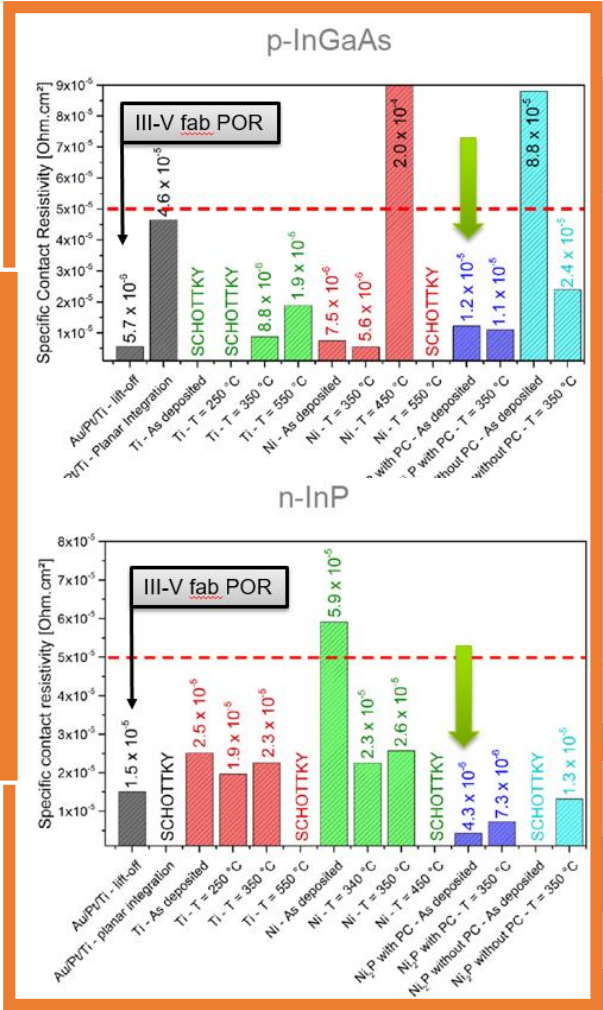 p-InGaAs
Specific Contact Resistivity [Ohm.cm²]
9x10⁻⁵
8x10⁻⁵
7x10⁻⁵
6x10⁻⁵
5x10⁻⁵
4x10⁻⁵
3x10⁻⁵
2x10⁻⁵
1x10⁻⁵
III-V fab POR
5.7 x 10⁻⁶
4.6 x 10⁻⁵
SCHOTTKY
SCHOTTKY
8.8 x 10⁻⁶
1.9 x 10⁻⁵
7.5 x 10⁻⁶
5.6 x 10⁻⁶
2.0 x 10⁻⁴
SCHOTTKY
1.2 x 10⁻⁵
1.1 x 10⁻⁵
8.8 x 10⁻⁵
2.4 x 10⁻⁵
Au/Pt/Ti - lift-off
Pt/Ti - Planar Integration
Ti - As deposited
Ti - T = 250 °C
Ti - T = 350 °C
Ti - T = 550 °C
Ni - As deposited
Ni - T = 350 °C
Ni - T = 450 °C
Ni - T = 550 °C
P with PC - As deposited
P with PC - T = 350 °C
without PC - As deposited
without PC - T = 350 °C
n-InP
Specific contact resistivity [Ohm.cm²]
8x10⁻⁵
7x10⁻⁵
6x10⁻⁵
5x10⁻⁵
4x10⁻⁵
3x10⁻⁵
2x10⁻⁵
1x10⁻⁵
III-V fab POR
1.5 x 10⁻⁵
SCHOTTKY
2.5 x 10⁻⁵
1.9 x 10⁻⁵
2.3 x 10⁻⁵
SCHOTTKY
5.9 x 10⁻⁵
2.3 x 10⁻⁵
2.6 x 10⁻⁵
SCHOTTKY
4.3 x 10⁻⁶
7.3 x 10⁻⁶
SCHOTTKY
1.3 x 10⁻⁵
Au/Pt/Ti - lift-off
Au/Pt/Ti - planar integration
Ti - As deposited
Ti - T = 250 °C
Ti - T = 350 °C
Ti - T = 550 °C
Ni - As deposited
Ni - T = 340 °C
Ni - T = 350 °C
Ni - T = 450 °C
Ni₂P with PC - As deposited
Ni₂P with PC - T = 350 °C
Ni₂P without PC - As deposited
Ni₂P without PC - T = 350 °C